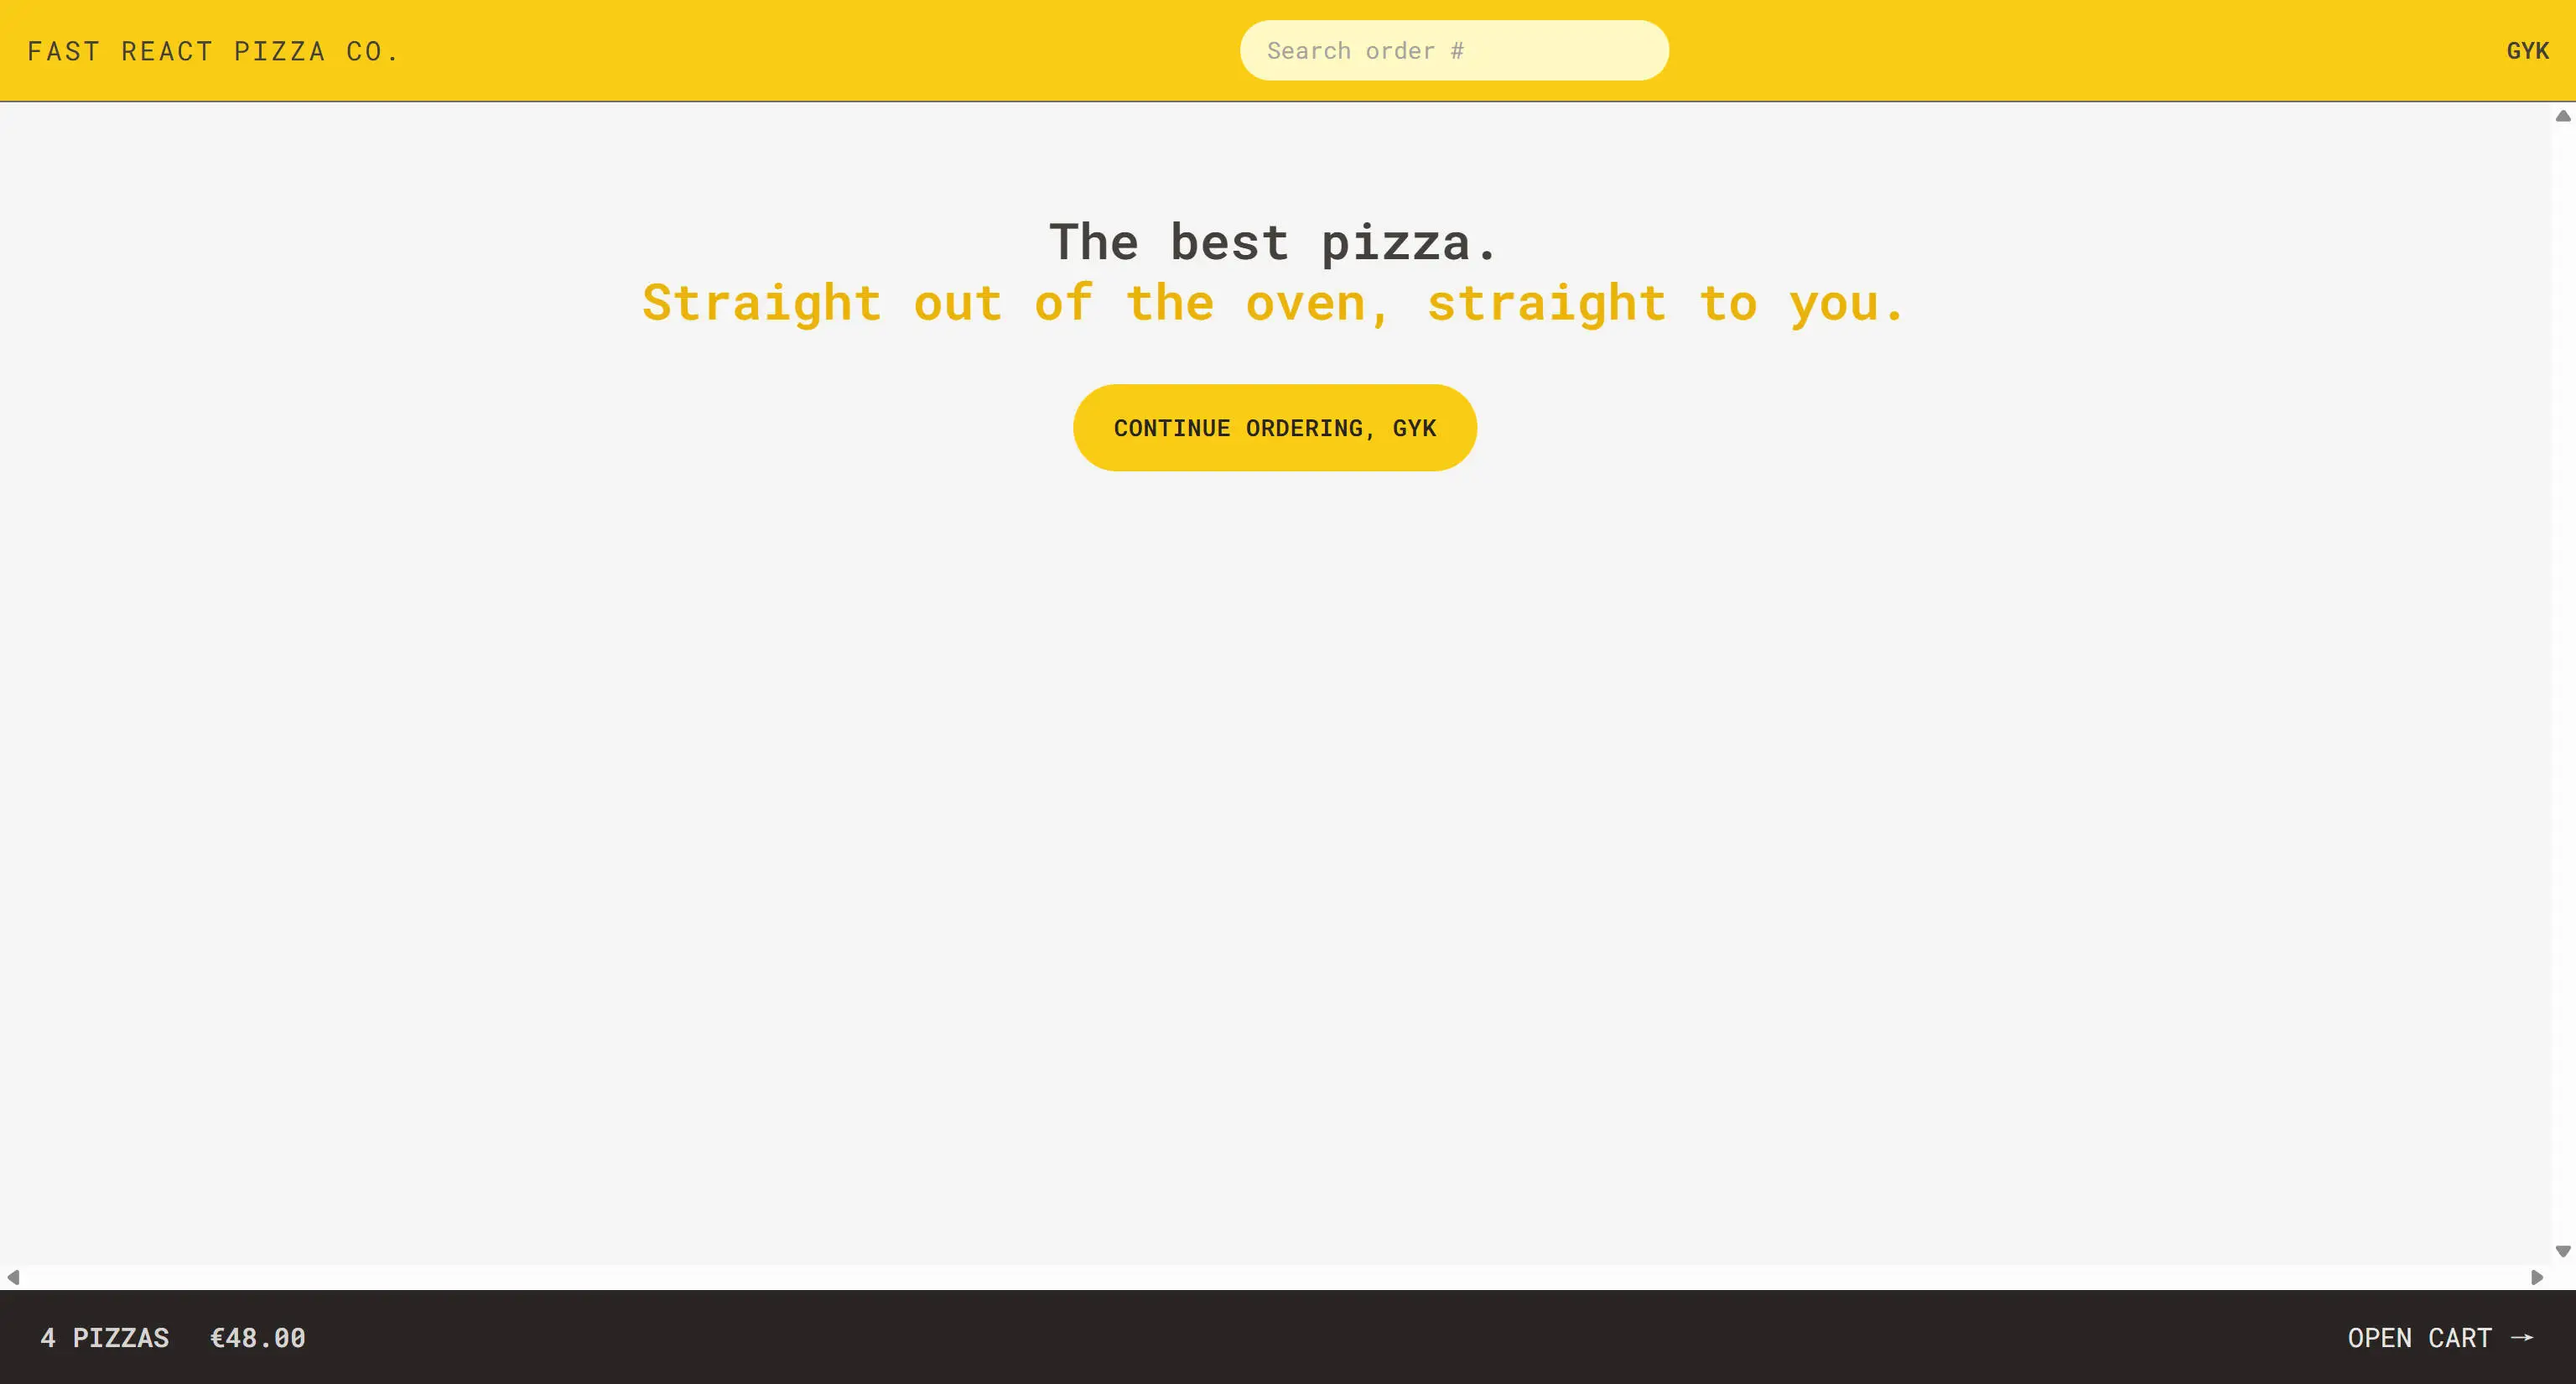 FAST REACT PIZZA CO.
Search order #
GYK
The best pizza.
Straight out of the oven, straight to you.
CONTINUE ORDERING, GYK
4 PIZZAS €48.00
OPEN CART →